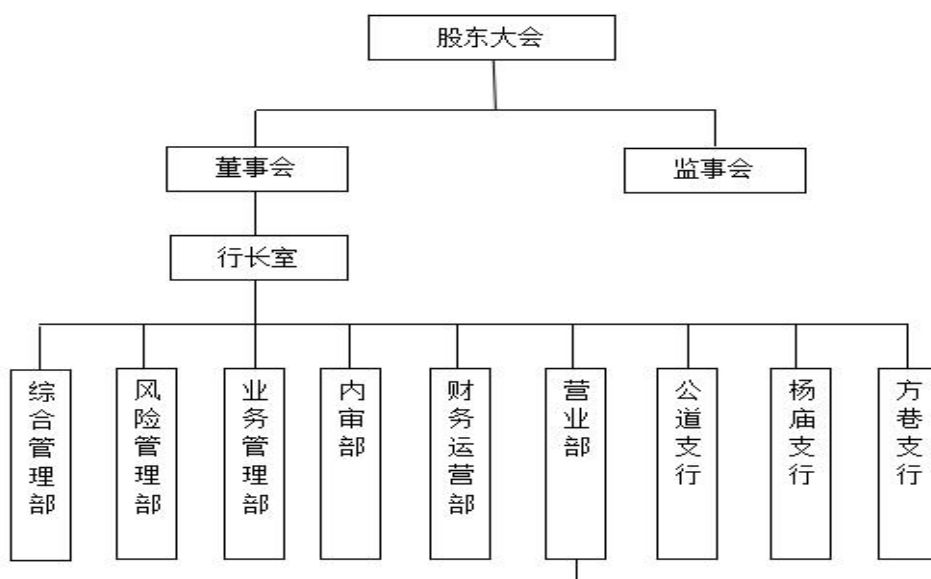 股东大会
董事会
监事会
行长室
综合管理部
风险管理部
业务管理部
内审部
财务运营部
营业部
公道支行
杨庙支行
方巷支行